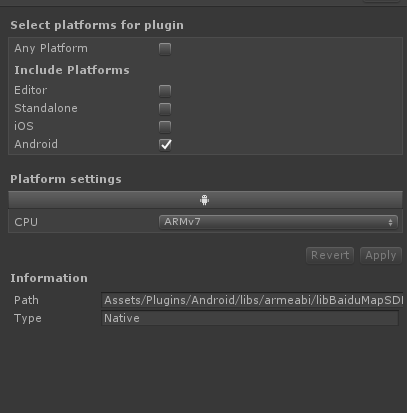 Select platforms for plugin
Any Platform
Include Platforms
Editor
Standalone
iOS
Android
Platform settings
CPU ARMv7
Revert Apply
Information
Path Assets/Plugins/Android/libs/armeabi/libBaiduMapSDK
Type Native